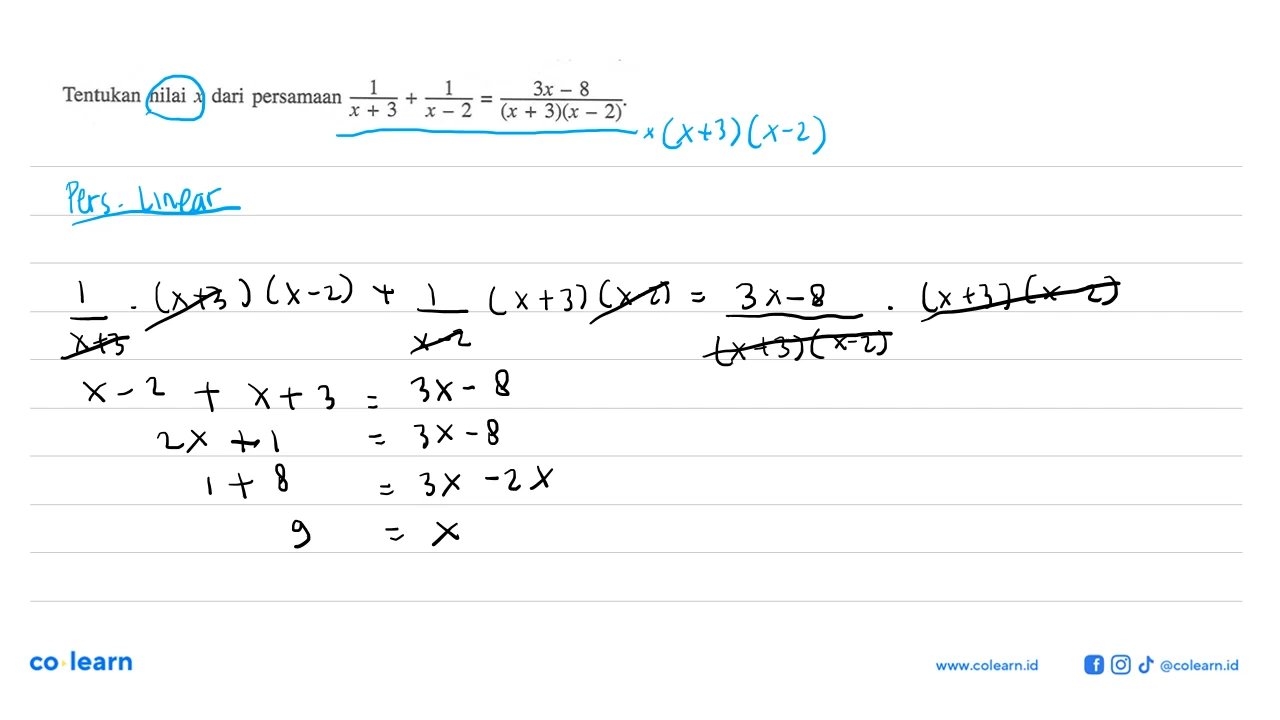 Tentukan nilai x dari persamaan 1/(x + 3) + 1/(x − 2) = (3x − 8)/((x + 3)(x − 2)).
× (x+3)(x-2)
Pers. Linear
1/(x+3) · (x+3)(x-2) + 1/(x-2) (x+3)(x-2) = (3x-8)/((x+3)(x-2)) · (x+3)(x-2)
x-2 + x+3 = 3x-8
2x + 1 = 3x-8
1 + 8 = 3x -2x
9 = x
co learn
www.colearn.id
@colearn.id